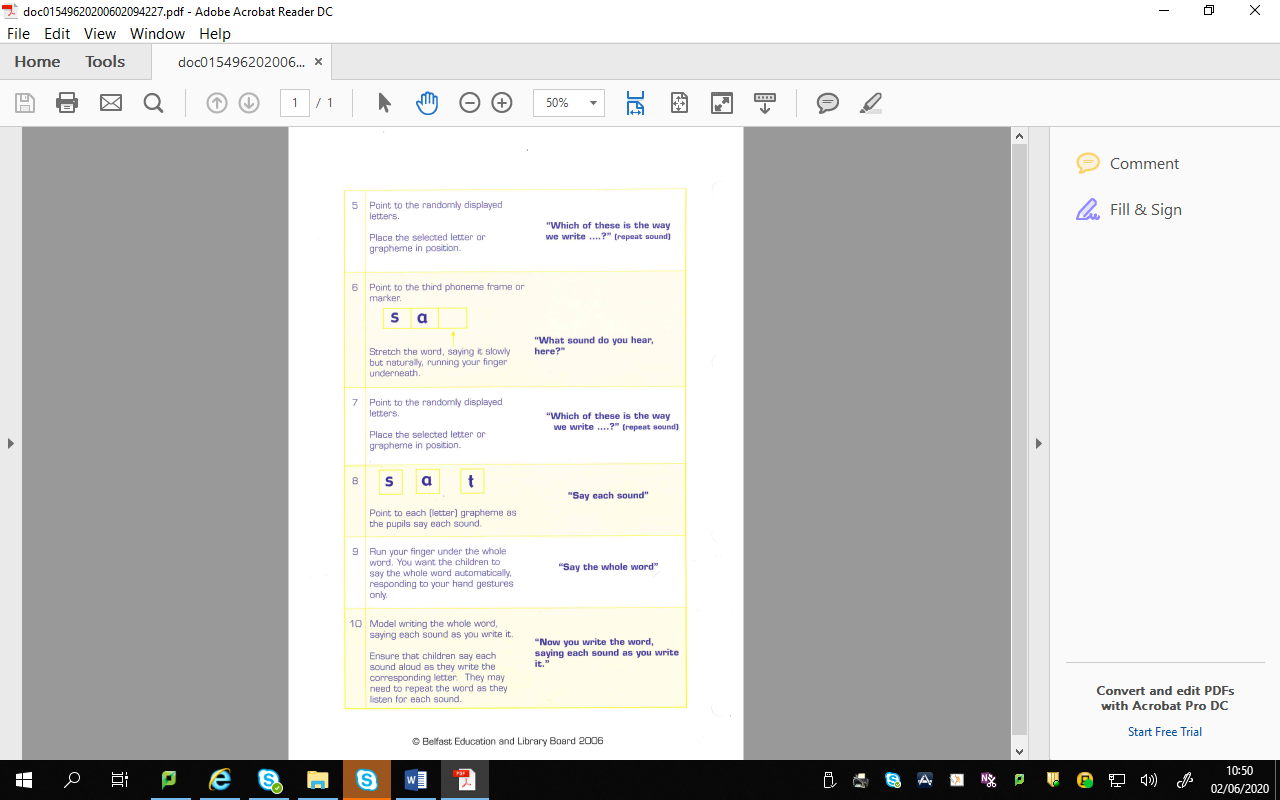 doc01549620200602094227.pdf - Adobe Acrobat Reader DC
File Edit View Window Help
Home Tools doc015496202006... ×
1 / 1 50%
5 Point to the randomly displayed
letters.
Place the selected letter or
grapheme in position.
"Which of these is the way
we write ....?" (repeat sound)
6 Point to the third phoneme frame or
marker.
s a
Stretch the word, saying it slowly
but naturally, running your finger
underneath.
"What sound do you hear,
here?"
7 Point to the randomly displayed
letters.
Place the selected letter or
grapheme in position.
"Which of these is the way
we write ....?" (repeat sound)
8 s a t
Point to each (letter) grapheme as
the pupils say each sound.
"Say each sound"
9 Run your finger under the whole
word. You want the children to
say the whole word automatically,
responding to your hand gestures
only.
"Say the whole word"
10 Model writing the whole word,
saying each sound as you write it.
Ensure that children say each
sound aloud as they write the
corresponding letter. They may
need to repeat the word as they
listen for each sound.
"Now you write the word,
saying each sound as you write
it."
© Belfast Education and Library Board 2006
Comment
Fill & Sign
Convert and edit PDFs
with Acrobat Pro DC
Start Free Trial
10:50
02/06/2020